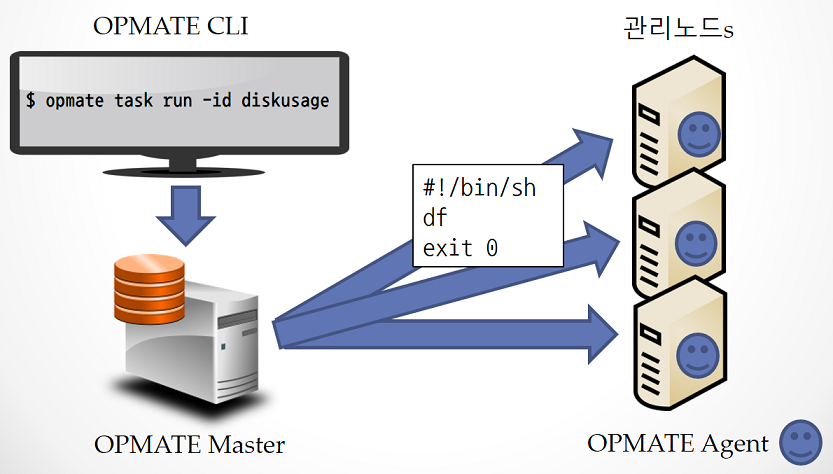 OPMATE CLI
관리노드s
$ opmate task run -id diskusage
#!/bin/sh
df
exit 0
OPMATE Master
OPMATE Agent